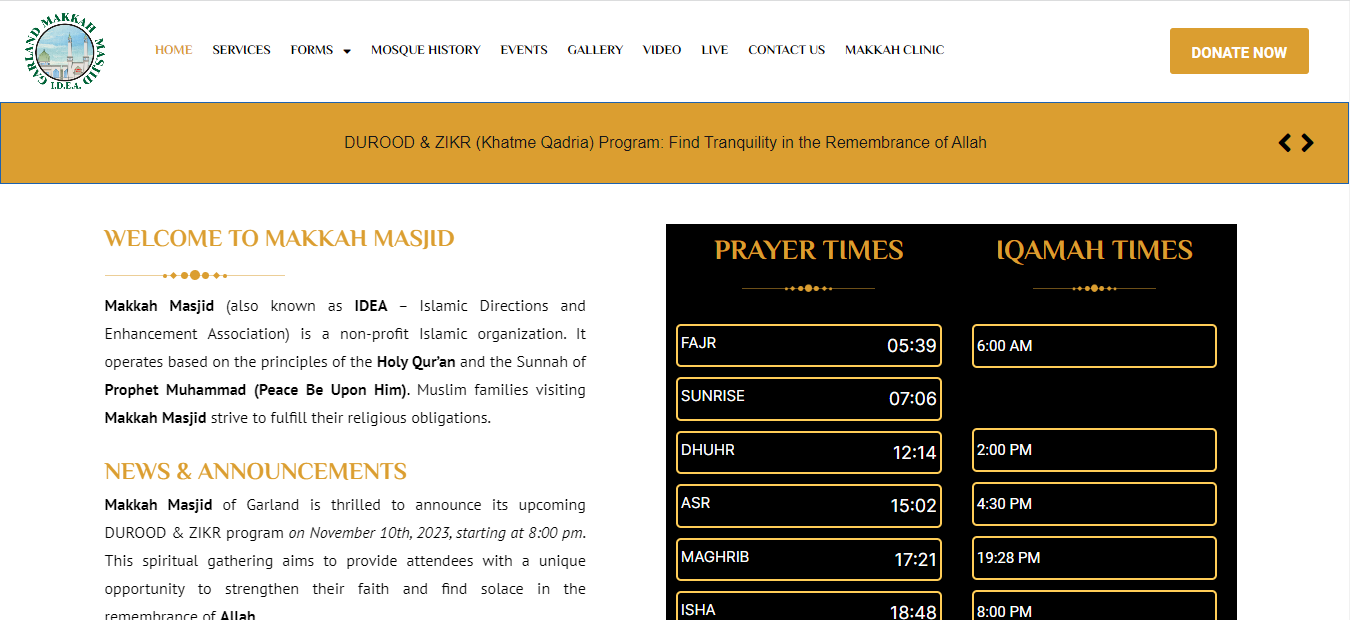 GARLAND MAKKAH MASJID
I.D.E.A.
HOME SERVICES FORMS MOSQUE HISTORY EVENTS GALLERY VIDEO LIVE CONTACT US MAKKAH CLINIC
DONATE NOW
DUROOD & ZIKR (Khatme Qadria) Program: Find Tranquility in the Remembrance of Allah
WELCOME TO MAKKAH MASJID
Makkah Masjid (also known as IDEA – Islamic Directions and
Enhancement Association) is a non-profit Islamic organization. It
operates based on the principles of the Holy Qur’an and the Sunnah of
Prophet Muhammad (Peace Be Upon Him). Muslim families visiting
Makkah Masjid strive to fulfill their religious obligations.
NEWS & ANNOUNCEMENTS
Makkah Masjid of Garland is thrilled to announce its upcoming
DUROOD & ZIKR program on November 10th, 2023, starting at 8:00 pm.
This spiritual gathering aims to provide attendees with a unique
opportunity to strengthen their faith and find solace in the
remembrance of Allah
PRAYER TIMES
FAJR 05:39
SUNRISE 07:06
DHUHR 12:14
ASR 15:02
MAGHRIB 17:21
ISHA 18:48
IQAMAH TIMES
6:00 AM
2:00 PM
4:30 PM
19:28 PM
8:00 PM